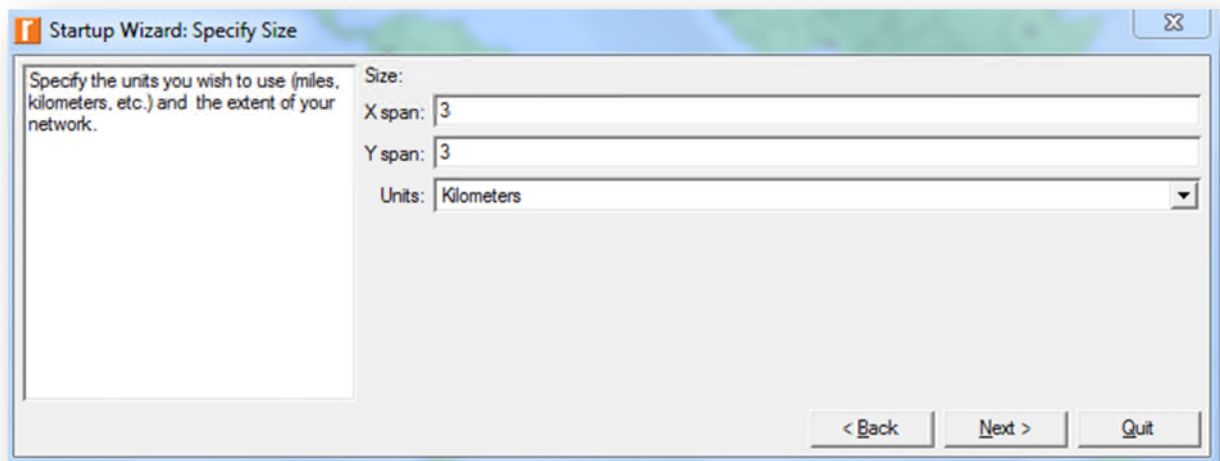 Startup Wizard: Specify Size
Specify the units you wish to use (miles,
kilometers, etc.) and the extent of your
network.
Size:
X span: 3
Y span: 3
Units: Kilometers
< Back
Next >
Quit